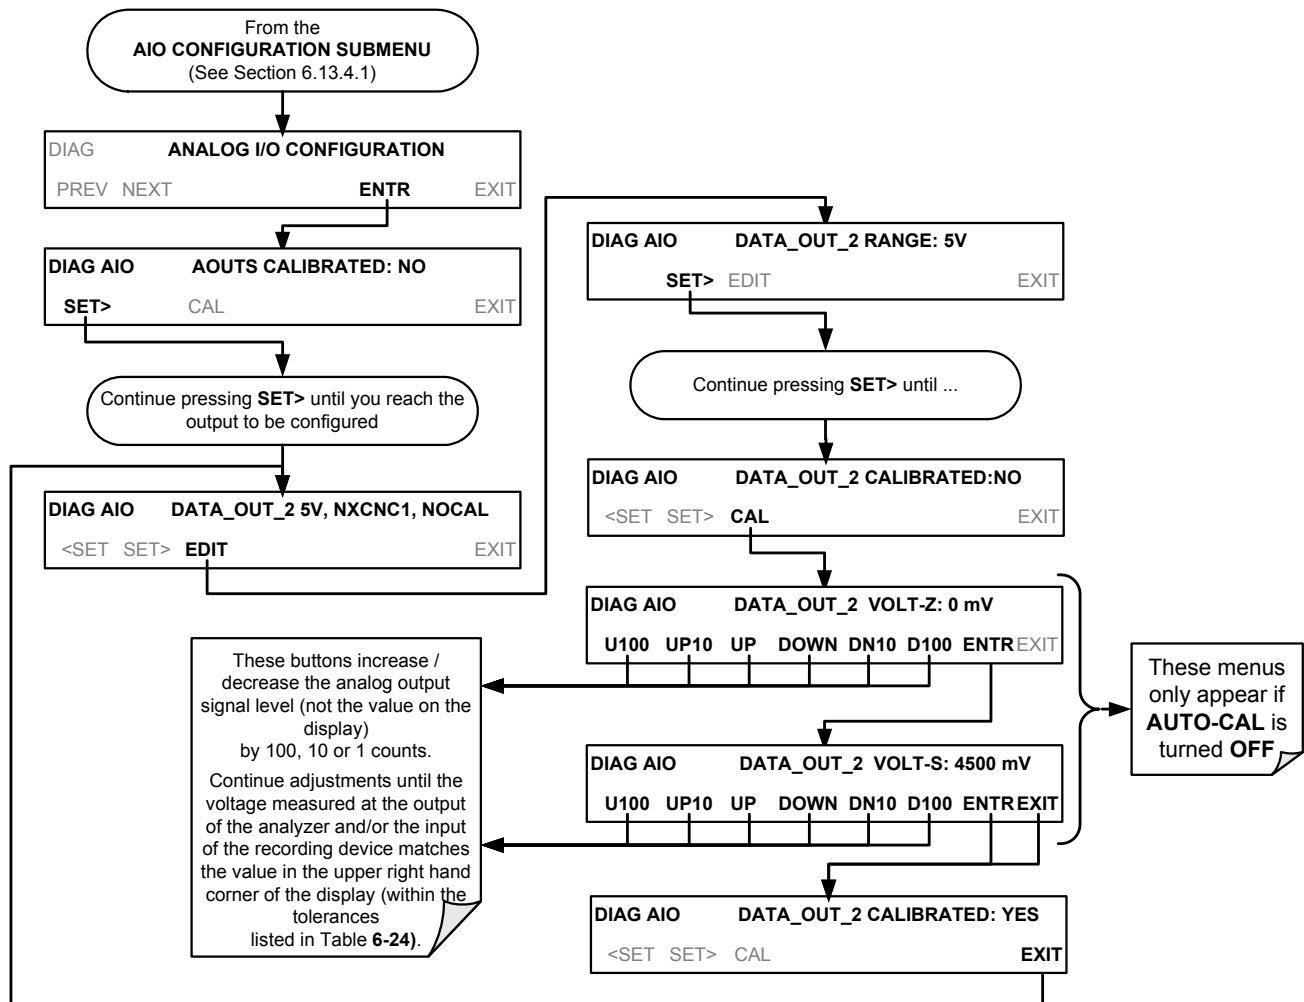 From the
AIO CONFIGURATION SUBMENU
(See Section 6.13.4.1)
DIAG ANALOG I/O CONFIGURATION
PREV NEXT ENTR EXIT
DIAG AIO AOUTS CALIBRATED: NO
SET> CAL EXIT
Continue pressing SET> until you reach the
output to be configured
DIAG AIO DATA_OUT_2 5V, NXCNC1, NOCAL
<SET SET> EDIT EXIT
DIAG AIO DATA_OUT_2 RANGE: 5V
SET> EDIT EXIT
Continue pressing SET> until ...
DIAG AIO DATA_OUT_2 CALIBRATED:NO
<SET SET> CAL EXIT
DIAG AIO DATA_OUT_2 VOLT-Z: 0 mV
U100 UP10 UP DOWN DN10 D100 ENTR EXIT
These buttons increase /
decrease the analog output
signal level (not the value on the
display)
by 100, 10 or 1 counts.
Continue adjustments until the
voltage measured at the output
of the analyzer and/or the input
of the recording device matches
the value in the upper right hand
corner of the display (within the
tolerances
listed in Table 6-24).
These menus
only appear if
AUTO-CAL is
turned OFF
DIAG AIO DATA_OUT_2 VOLT-S: 4500 mV
U100 UP10 UP DOWN DN10 D100 ENTR EXIT
DIAG AIO DATA_OUT_2 CALIBRATED: YES
<SET SET> CAL EXIT